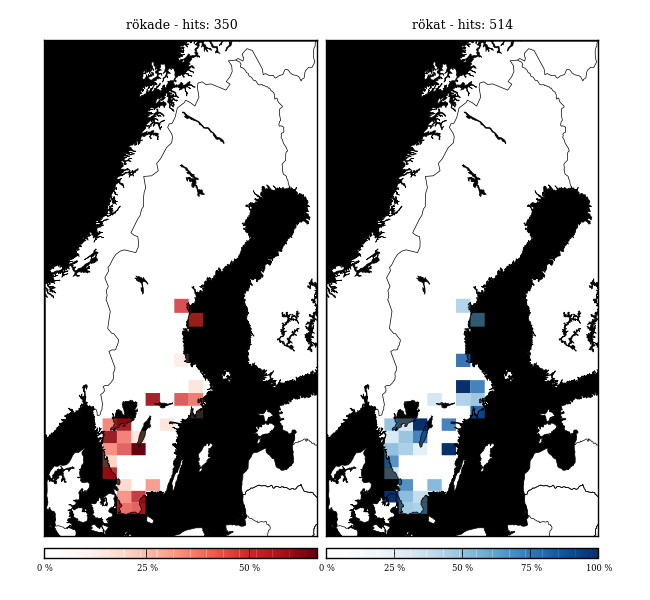 rökade - hits: 350
rökat - hits: 514
0 % 25 % 50 %
0 % 25 % 50 % 75 % 100 %